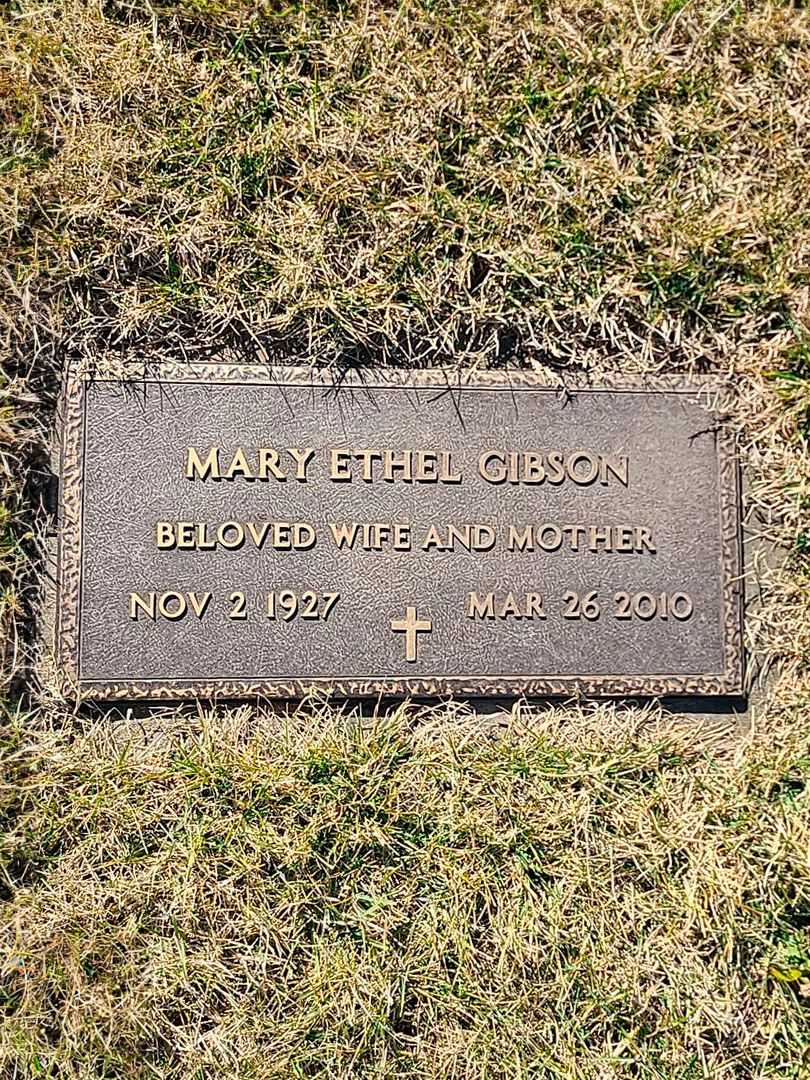 MARY ETHEL GIBSON
BELOVED WIFE AND MOTHER
NOV 2 1927 MAR 26 2010